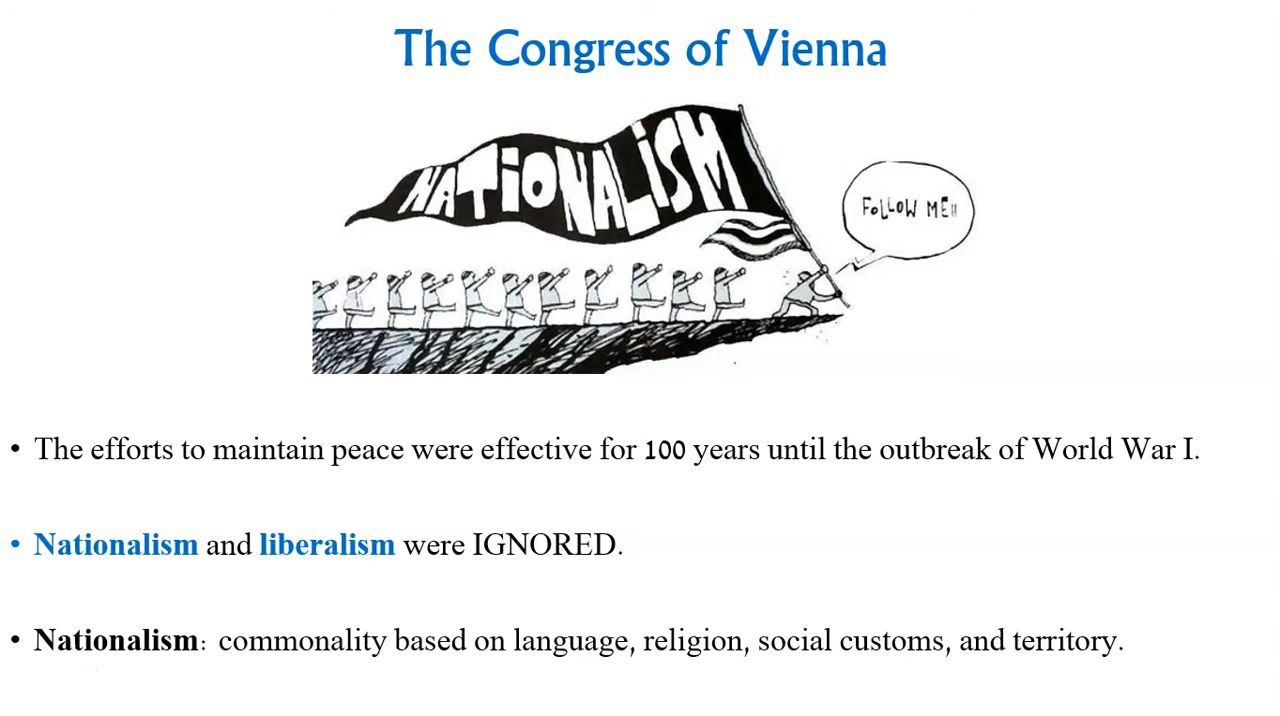 The Congress of Vienna
NATiONALiSM
FOLLOW ME!!
• The efforts to maintain peace were effective for 100 years until the outbreak of World War I.
• Nationalism and liberalism were IGNORED.
• Nationalism: commonality based on language, religion, social customs, and territory.